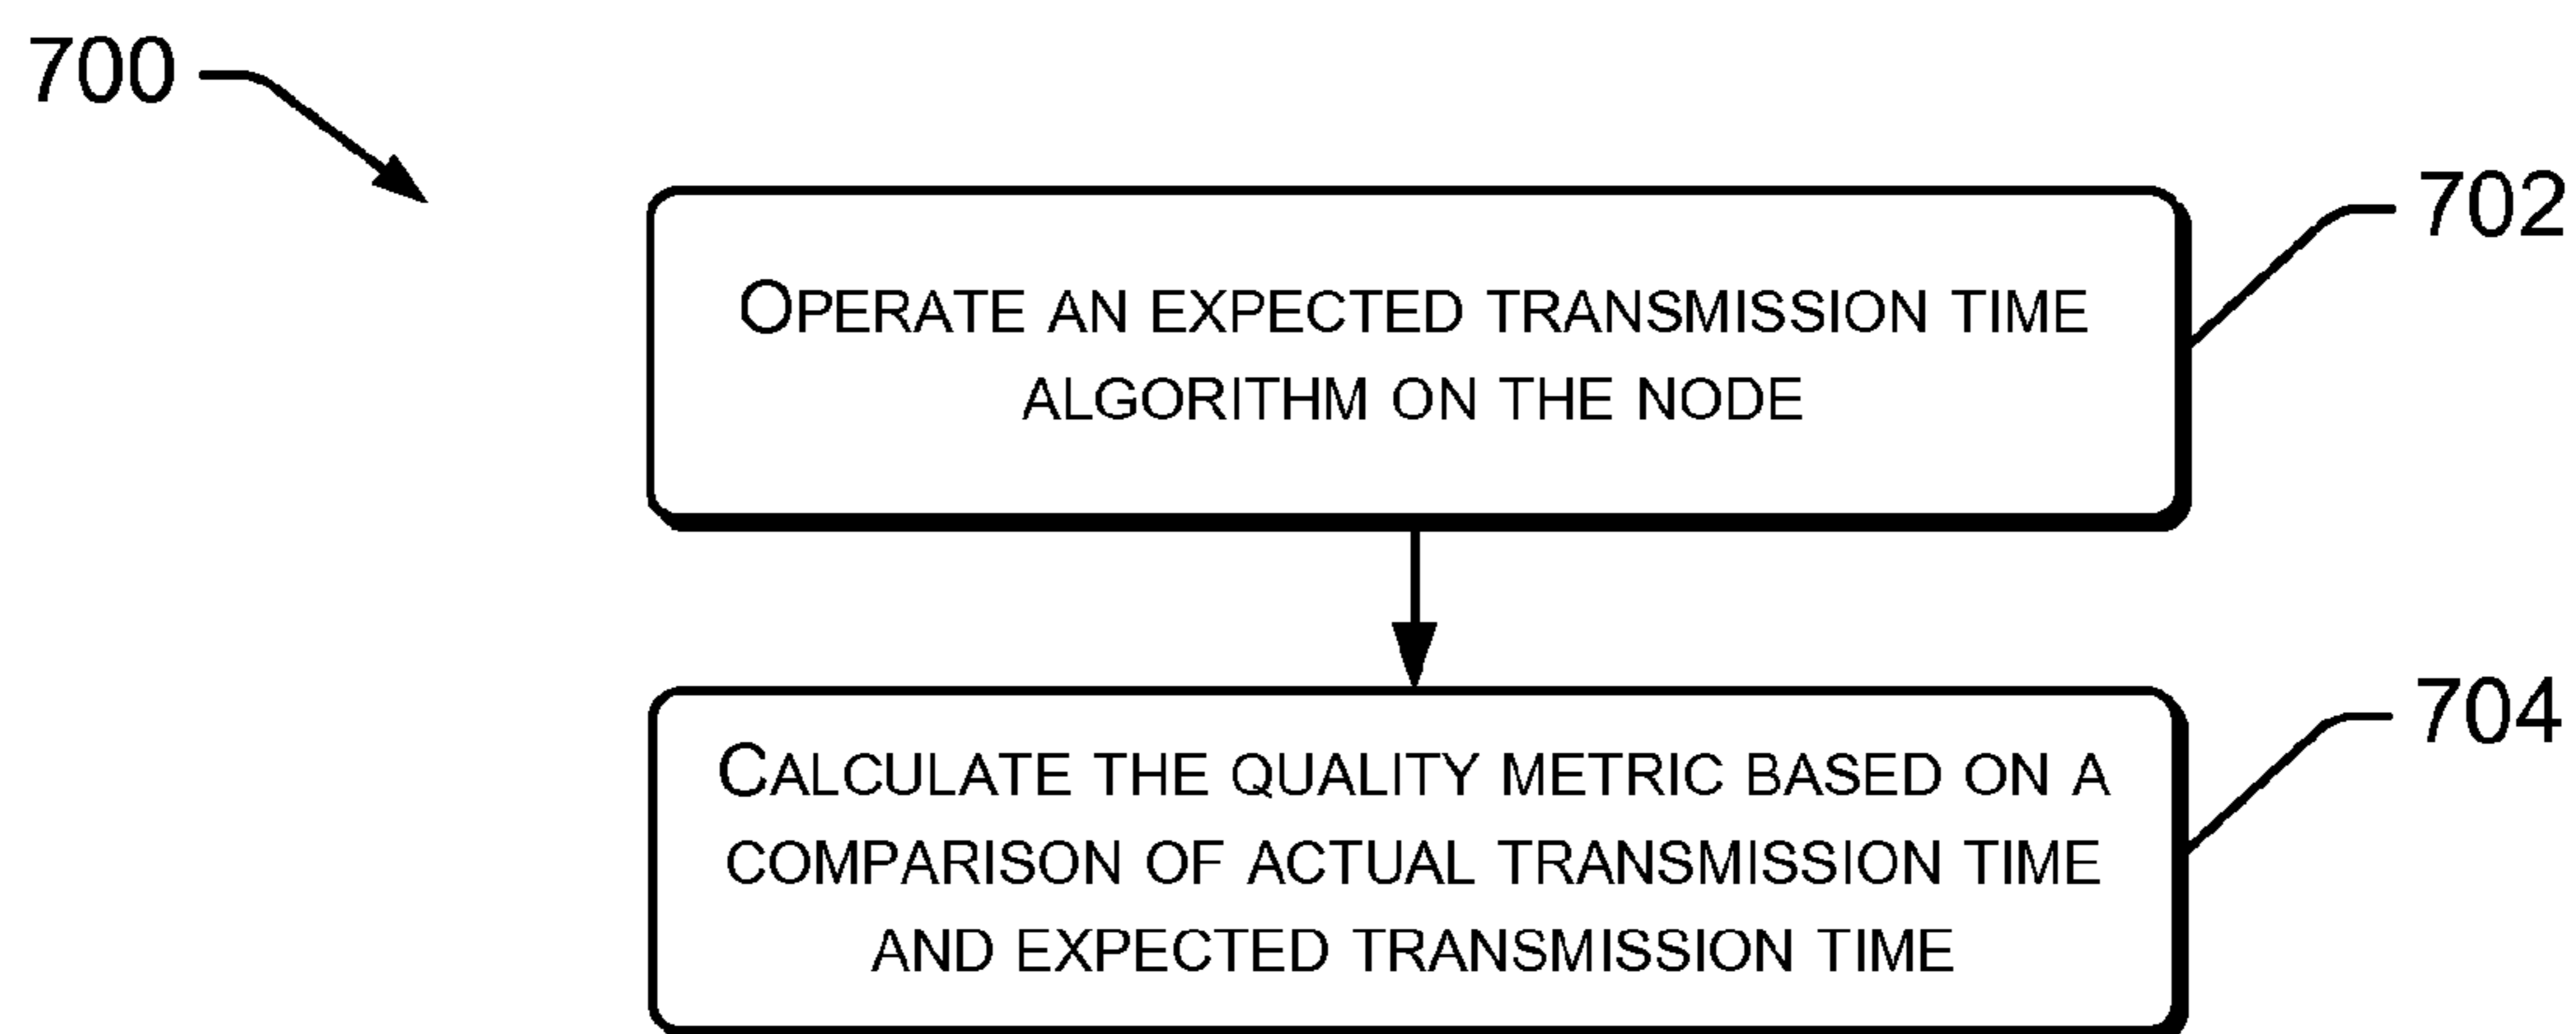 700
702
OPERATE AN EXPECTED TRANSMISSION TIME
ALGORITHM ON THE NODE
704
CALCULATE THE QUALITY METRIC BASED ON A
COMPARISON OF ACTUAL TRANSMISSION TIME
AND EXPECTED TRANSMISSION TIME